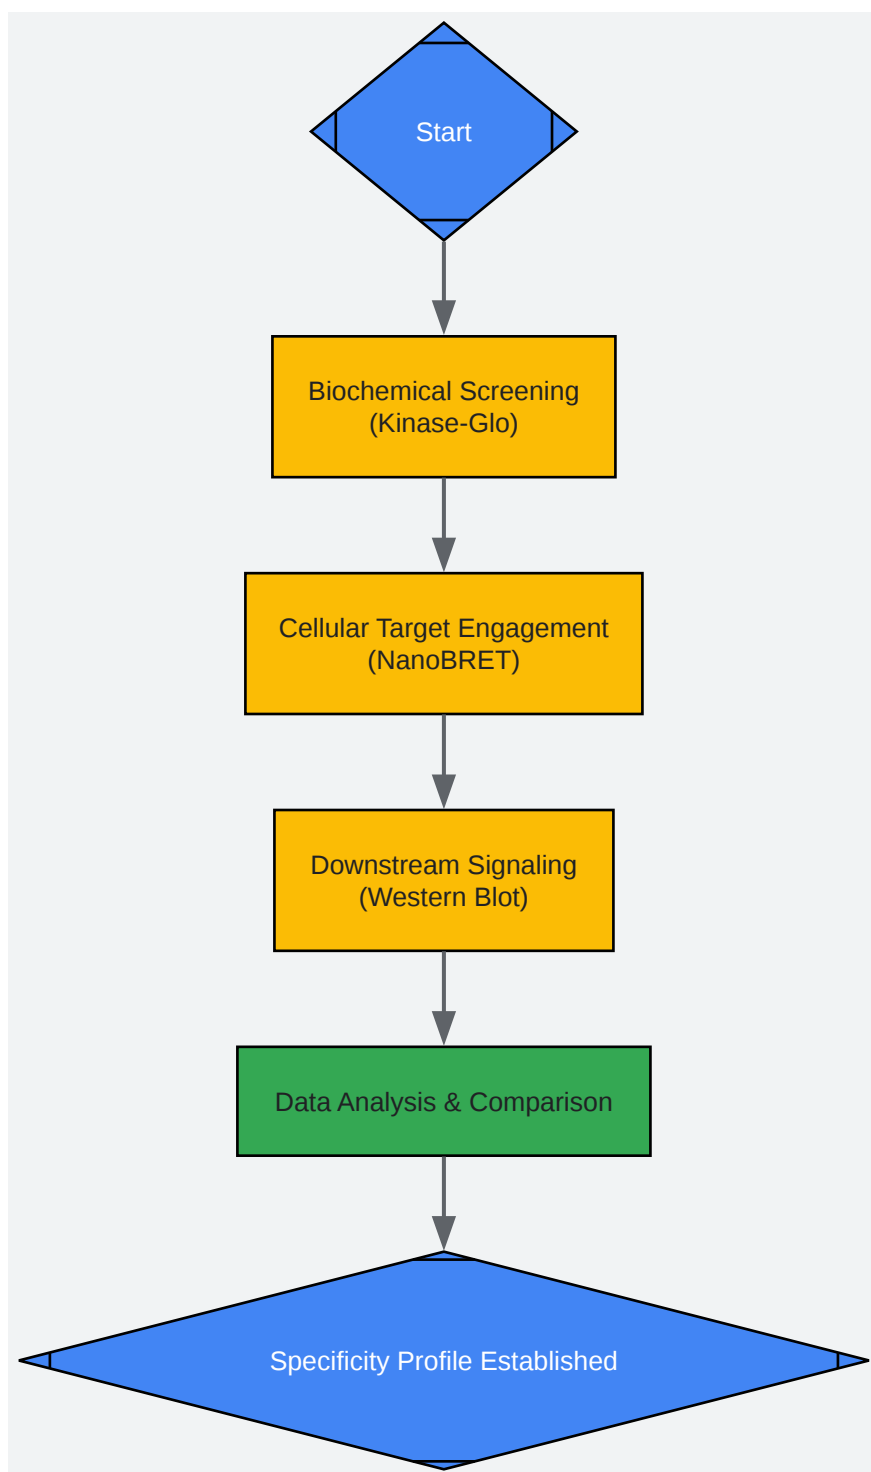 Start
Biochemical Screening
(Kinase-Glo)
Cellular Target Engagement
(NanoBRET)
Downstream Signaling
(Western Blot)
Data Analysis & Comparison
Specificity Profile Established